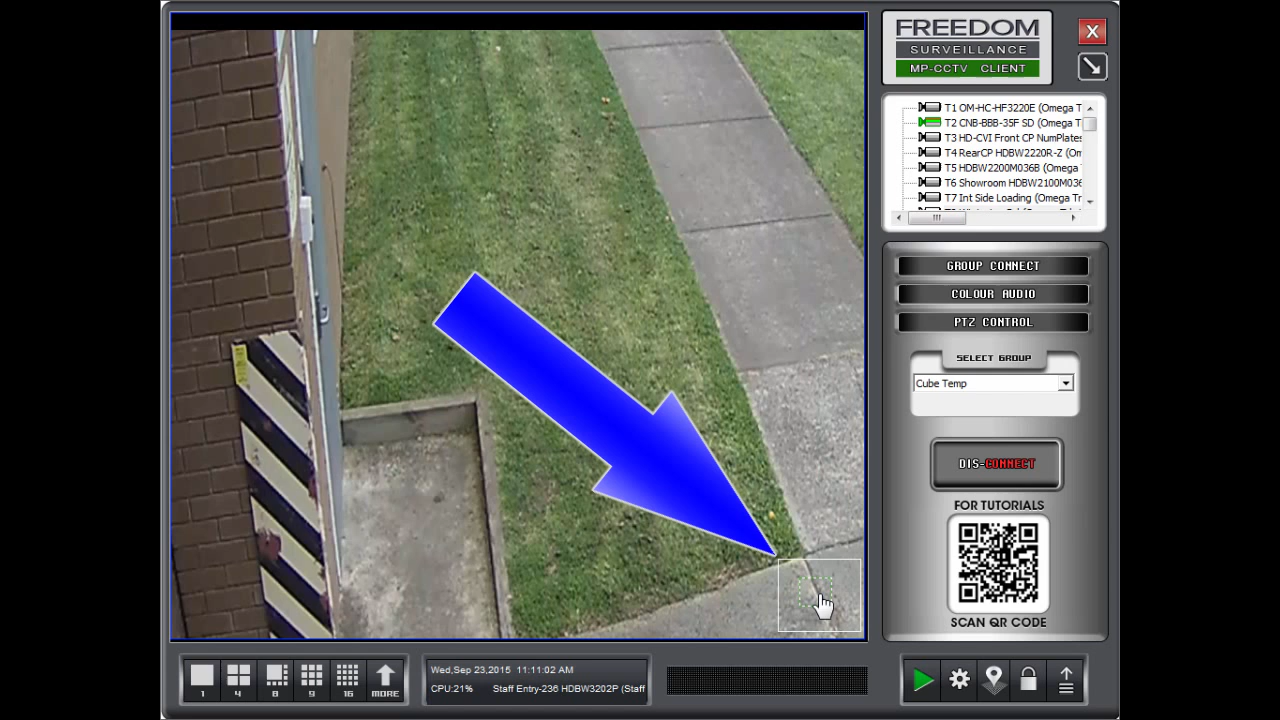 FREEDOM
SURVEILLANCE
MP-CCTV CLIENT
X
T1 OM-HC-HF3220E (Omega T
T2 CNB-BBB-35F SD (Omega T
T3 HD-CVI Front CP NumPlates
T4 RearCP HDBW2220R-Z (Om
T5 HDBW2200M036B (Omega
T6 Showroom HDBW2100M036
T7 Int Side Loading (Omega Tr
GROUP CONNECT
COLOUR AUDIO
PTZ CONTROL
SELECT GROUP
Cube Temp
DIS-CONNECT
FOR TUTORIALS
SCAN QR CODE
1 4 8 9 16 MORE
Wed,Sep 23,2015 11:11:02 AM
CPU:21% Staff Entry-236 HDBW3202P (Staff